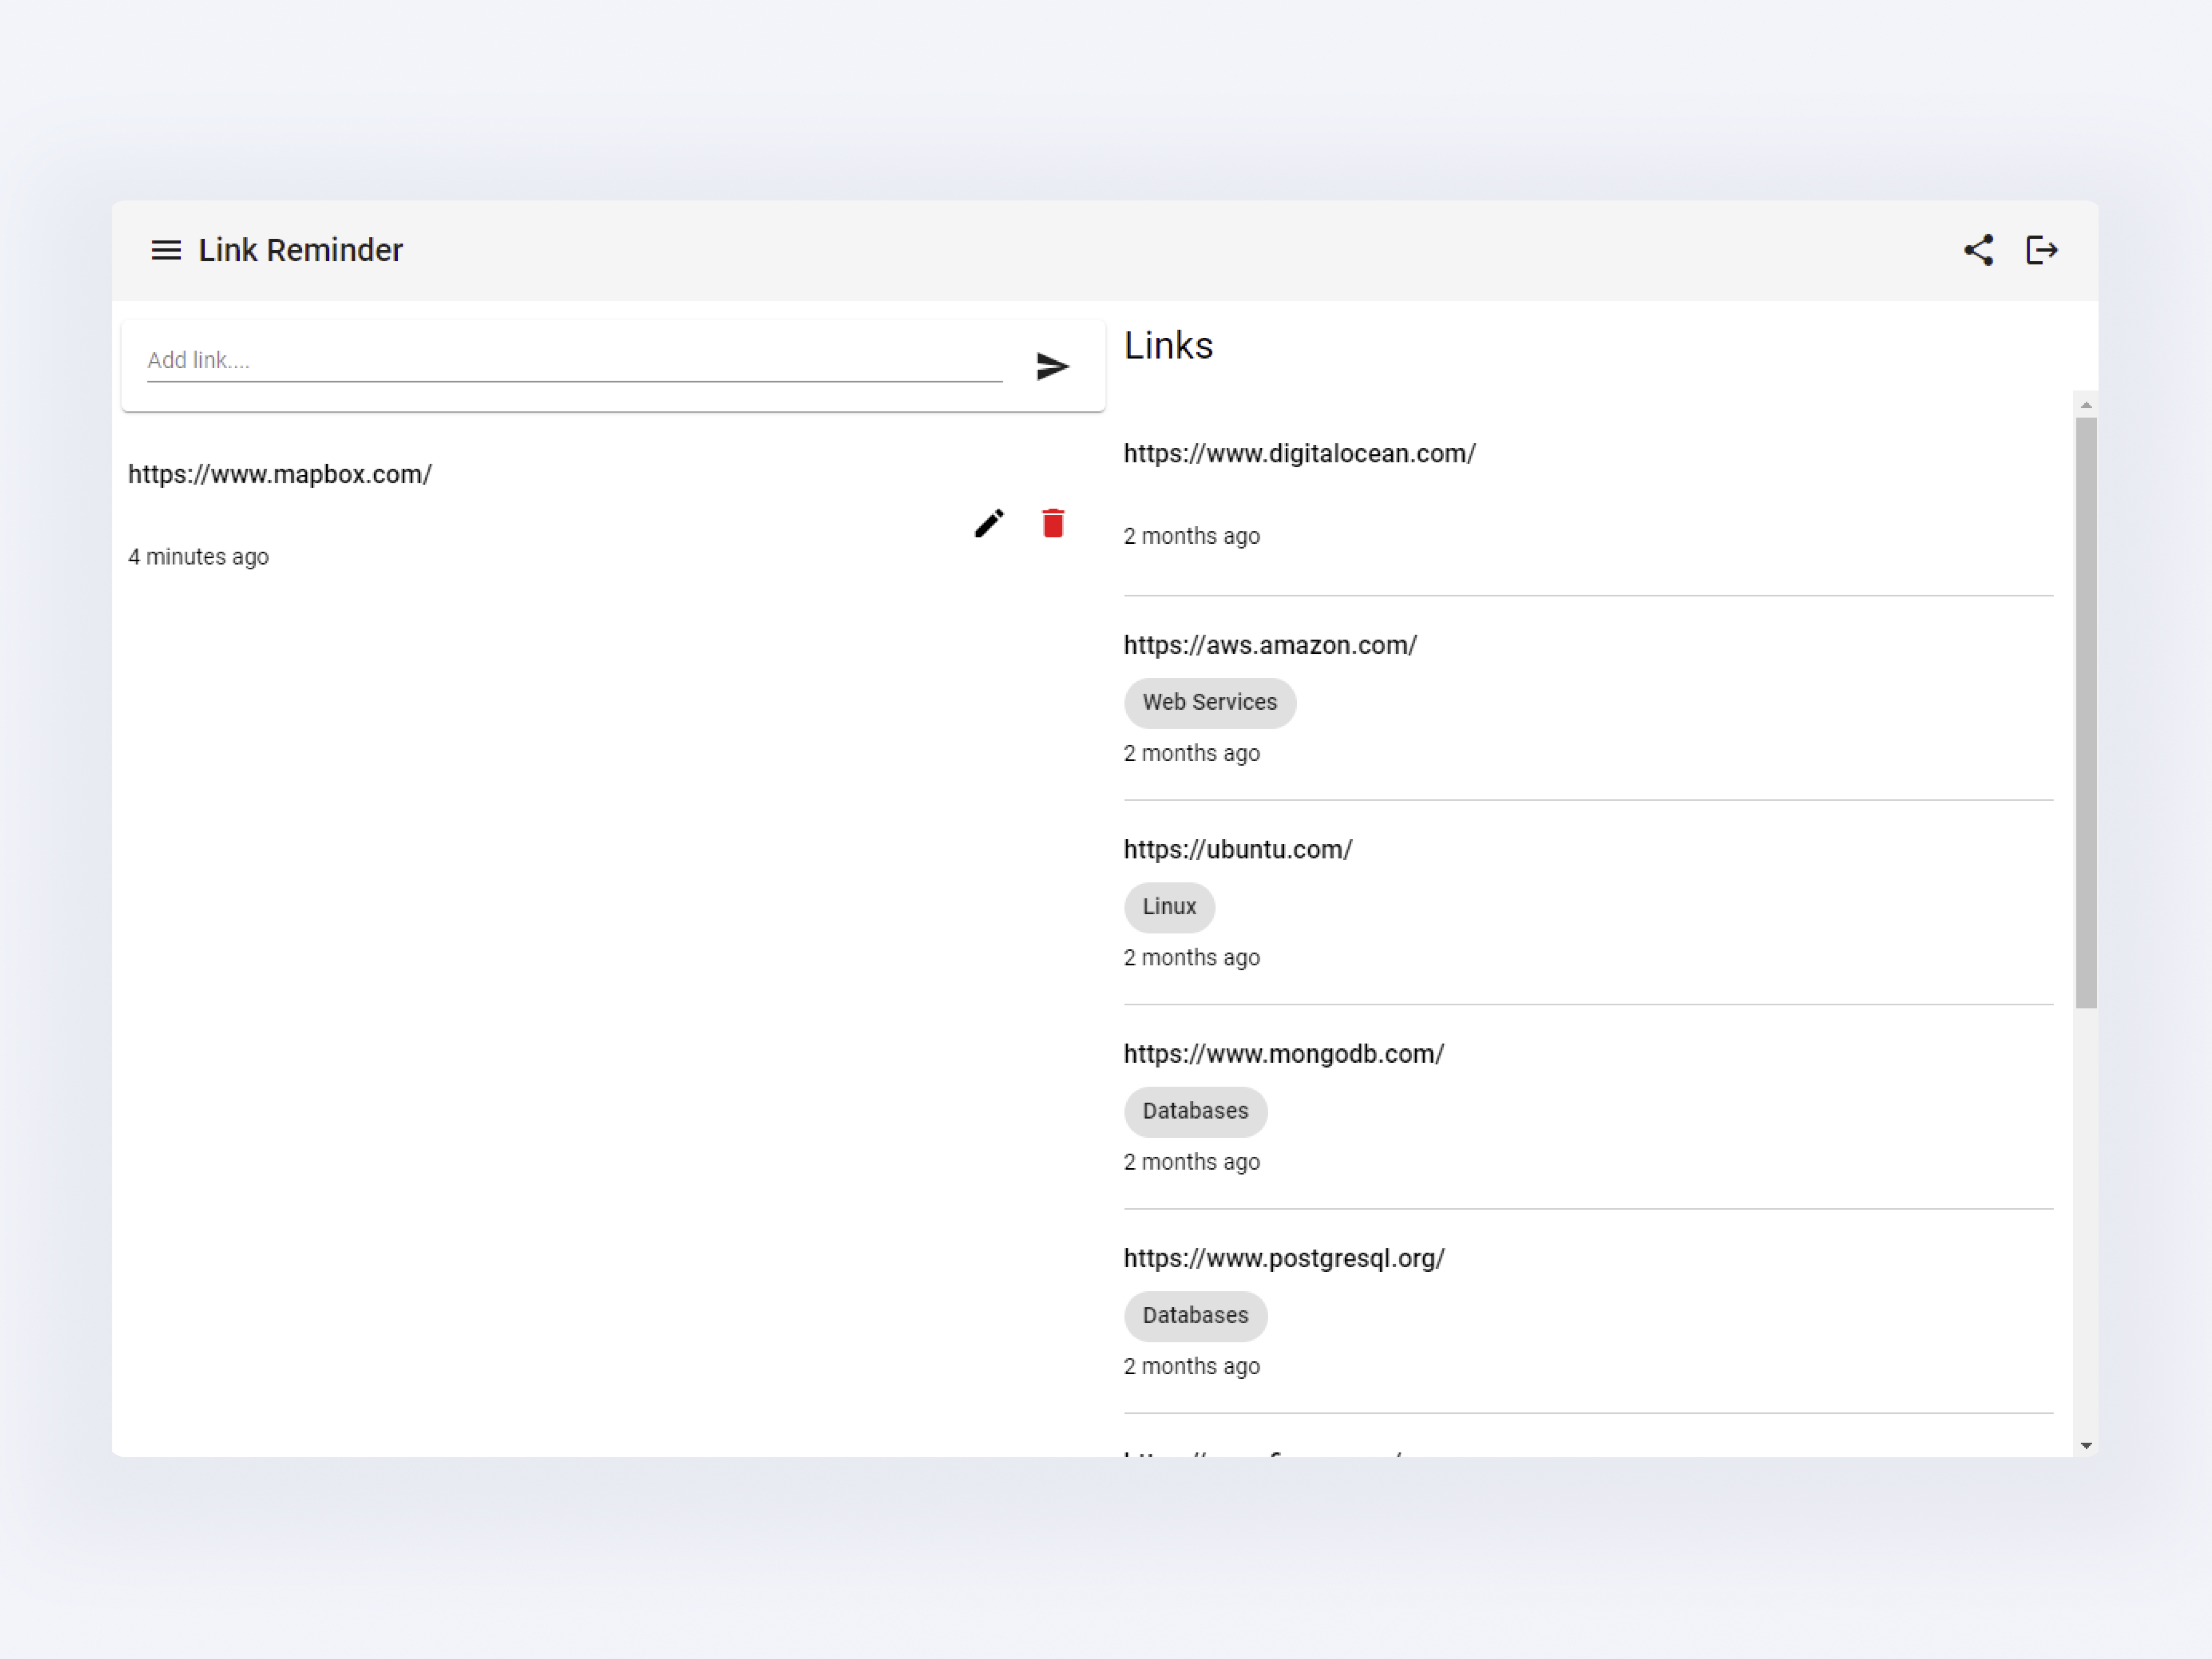 Link Reminder
Add link....
https://www.mapbox.com/
4 minutes ago
Links
https://www.digitalocean.com/
2 months ago
https://aws.amazon.com/
Web Services
2 months ago
https://ubuntu.com/
Linux
2 months ago
https://www.mongodb.com/
Databases
2 months ago
https://www.postgresql.org/
Databases
2 months ago